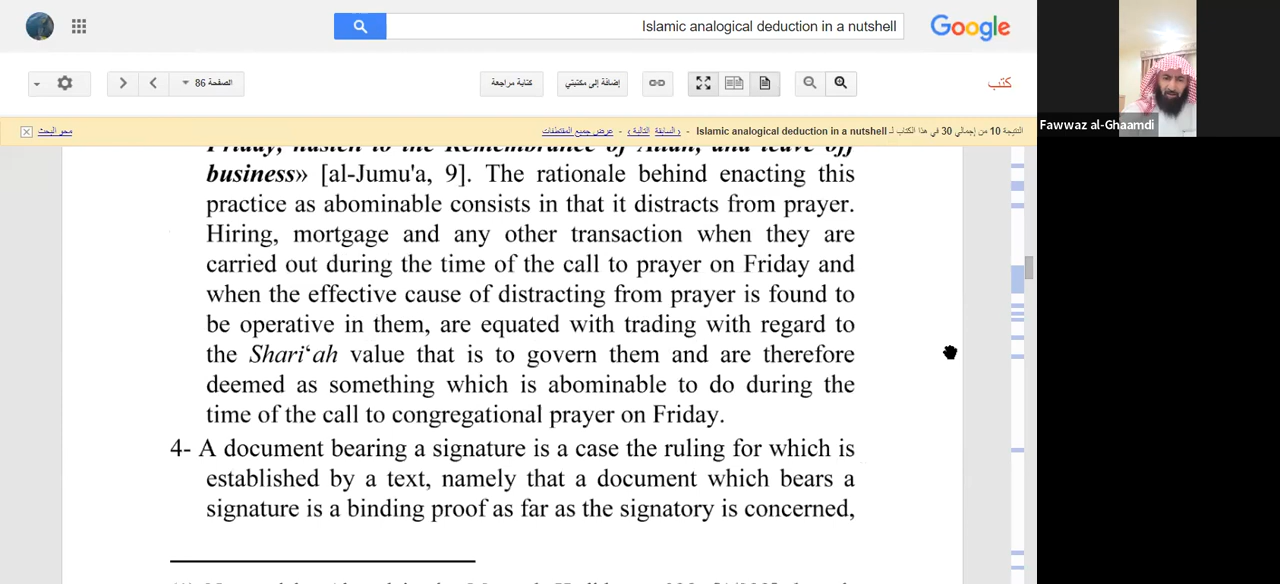 Islamic analogical deduction in a nutshell
Google
الصفحة 86
كتابة مراجعة
إضافة إلى مكتبتي
كتب
النتيجة 10 من إجمالي 30 في هذا الكتاب لـ Islamic analogical deduction in a nutshell - ‹ السابقة التالية › - عرض جميع المقتطفات
محو البحث
Fawwaz al-Ghaamdi
Friday, hasten to the Remembrance of Allah, and leave off
business» [al-Jumu'a, 9]. The rationale behind enacting this
practice as abominable consists in that it distracts from prayer.
Hiring, mortgage and any other transaction when they are
carried out during the time of the call to prayer on Friday and
when the effective cause of distracting from prayer is found to
be operative in them, are equated with trading with regard to
the Shari‘ah value that is to govern them and are therefore
deemed as something which is abominable to do during the
time of the call to congregational prayer on Friday.
4- A document bearing a signature is a case the ruling for which is
established by a text, namely that a document which bears a
signature is a binding proof as far as the signatory is concerned,